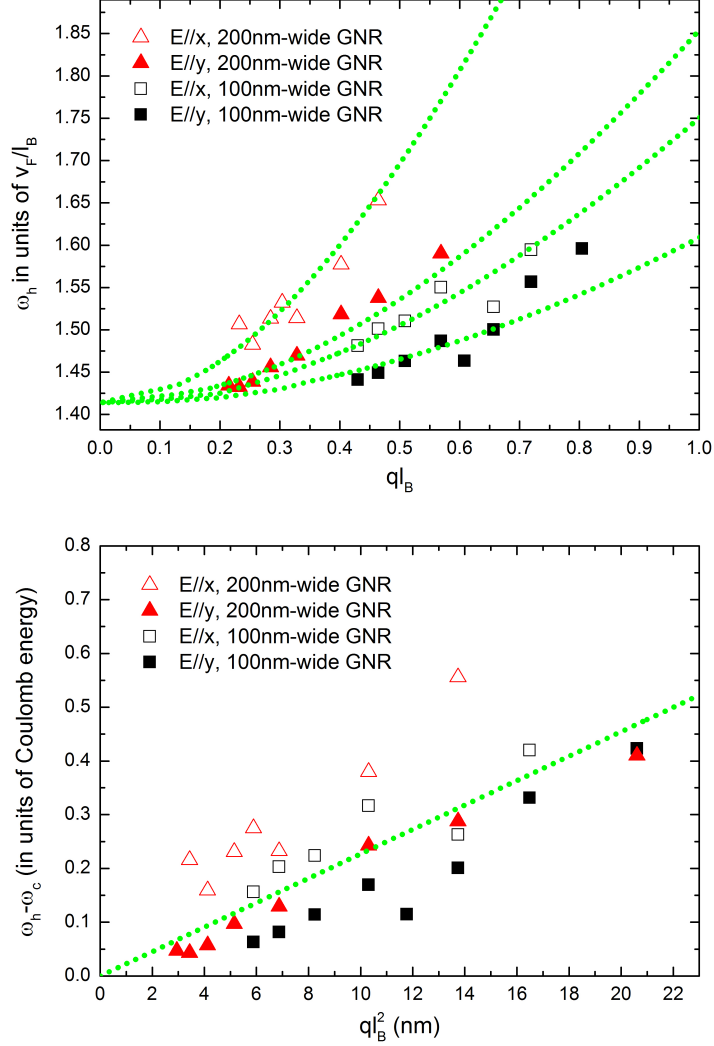 ω_h in units of v_F/l_B
1.85
1.80
1.75
1.70
1.65
1.60
1.55
1.50
1.45
1.40
E//x, 200nm-wide GNR
E//y, 200nm-wide GNR
E//x, 100nm-wide GNR
E//y, 100nm-wide GNR
0.0 0.1 0.2 0.3 0.4 0.5 0.6 0.7 0.8 0.9 1.0
ql_B
ω_h-ω_c (in units of Coulomb energy)
0.8
0.7
0.6
0.5
0.4
0.3
0.2
0.1
0.0
E//x, 200nm-wide GNR
E//y, 200nm-wide GNR
E//x, 100nm-wide GNR
E//y, 100nm-wide GNR
0 2 4 6 8 10 12 14 16 18 20 22
ql_B^2 (nm)